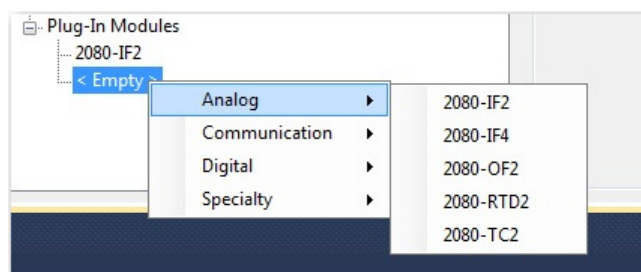 Plug-In Modules
2080-IF2
< Empty >
Analog
Communication
Digital
Specialty
2080-IF2
2080-IF4
2080-OF2
2080-RTD2
2080-TC2